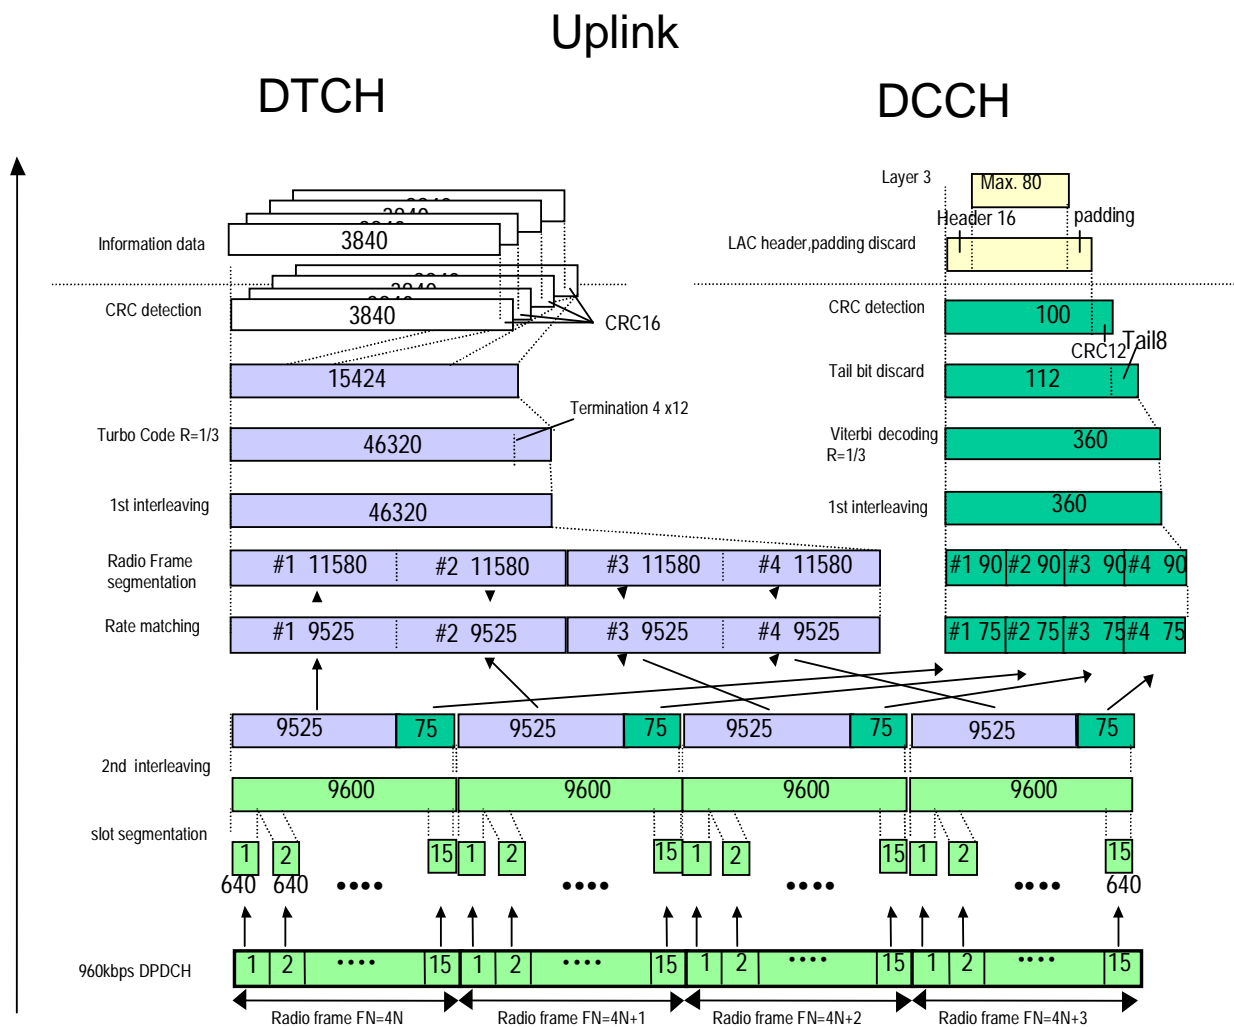 Uplink
DTCH
DCCH
Layer 3
Max. 80
Header 16
padding
3840
3840
Information data
3840
LAC header,padding discard
3840
3840
3840
CRC detection
3840
CRC16
CRC detection
100
CRC12
Tail8
15424
Tail bit discard
112
Termination 4 x12
Turbo Code R=1/3
46320
Viterbi decoding
R=1/3
360
1st interleaving
46320
1st interleaving
360
Radio Frame
segmentation
#1 11580
#2 11580
#3 11580
#4 11580
#1 90
#2 90
#3 90
#4 90
Rate matching
#1 9525
#2 9525
#3 9525
#4 9525
#1 75
#2 75
#3 75
#4 75
9525
75
9525
75
9525
75
9525
75
2nd interleaving
9600
9600
9600
9600
slot segmentation
1
2
15
1
2
15
1
2
15
1
2
15
640
640
••••
••••
••••
••••
640
960kbps DPDCH
1
2
••••
15
1
2
••••
15
1
2
••••
15
1
2
••••
15
Radio frame FN=4N
Radio frame FN=4N+1
Radio frame FN=4N+2
Radio frame FN=4N+3